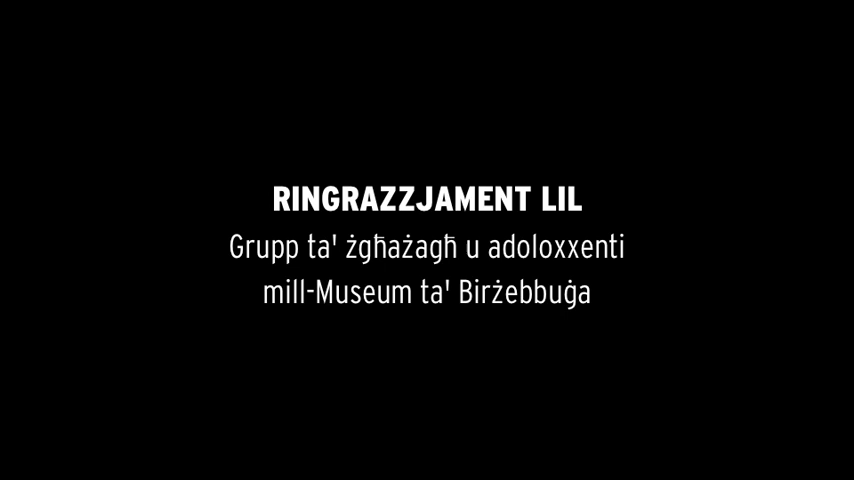 RINGRAZZJAMENT LIL
Grupp ta' żgħażagħ u adoloxxenti
mill-Museum ta' Birżebbuġa